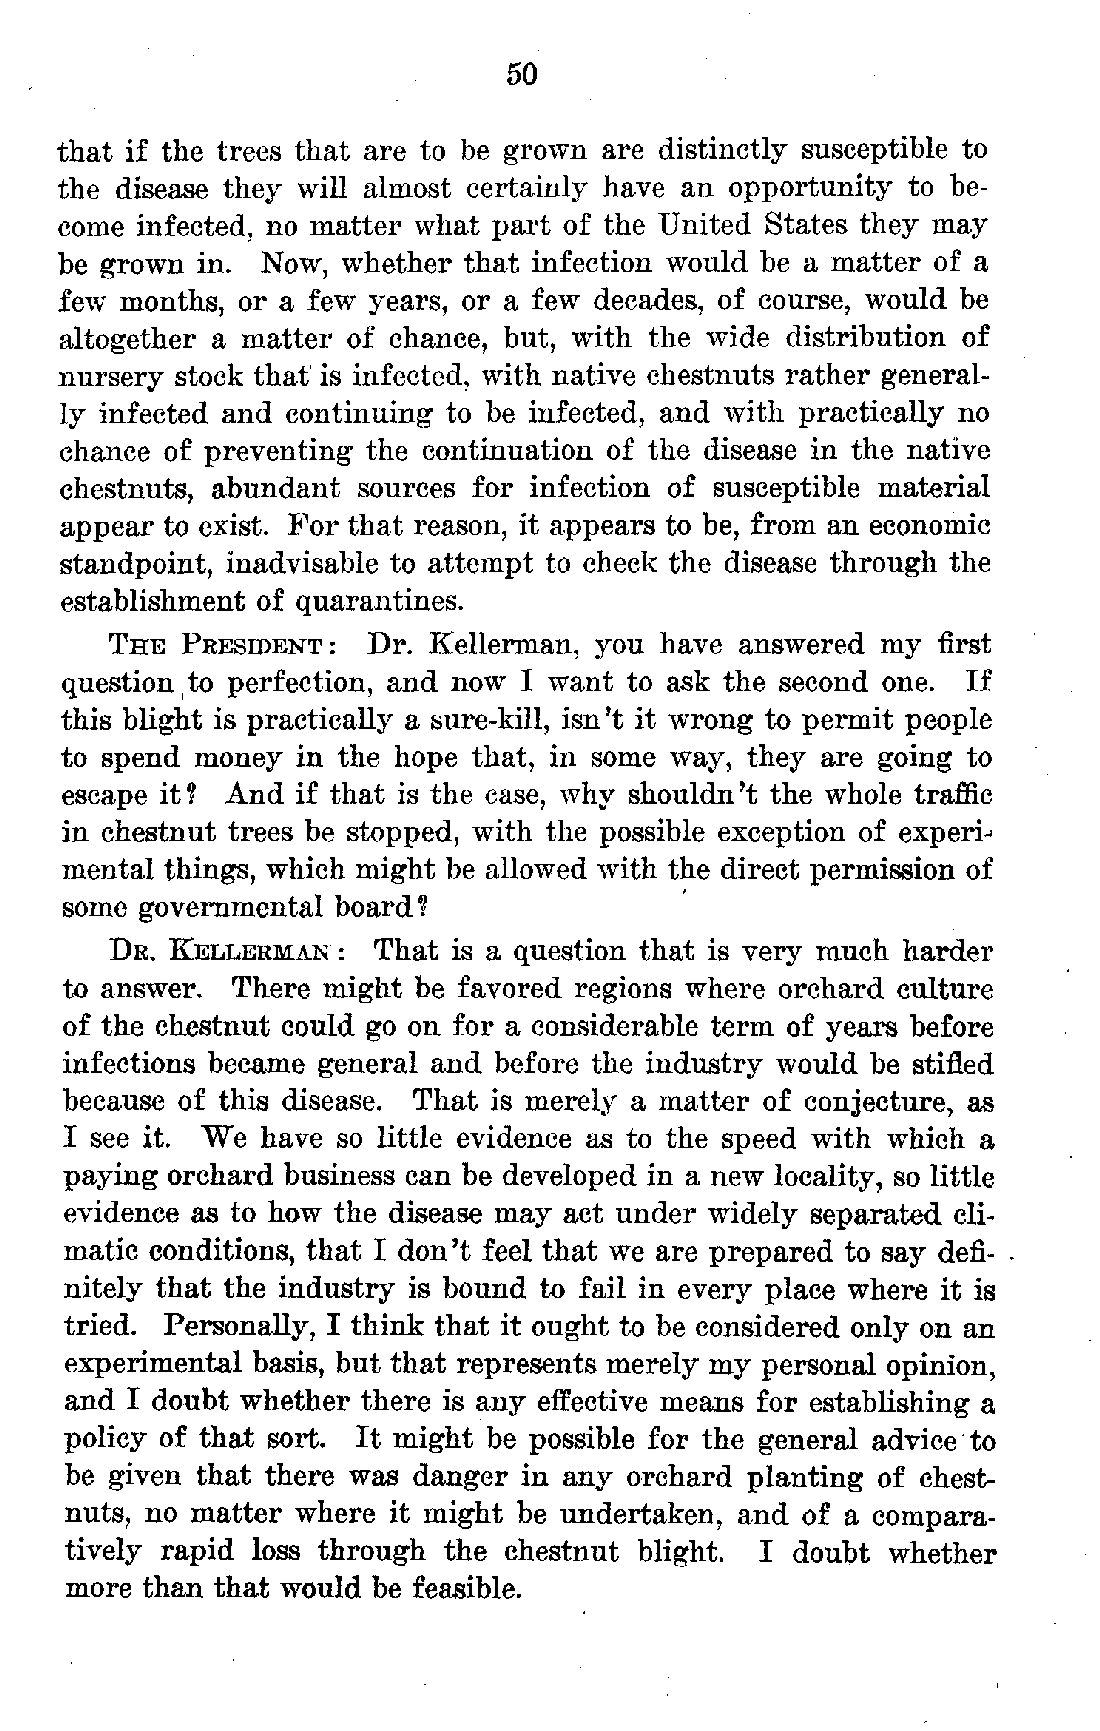 50
that if the trees that are to be grown are distinctly susceptible to
the disease they will almost certainly have an opportunity to be-
come infected, no matter what part of the United States they may
be grown in. Now, whether that infection would be a matter of a
few months, or a few years, or a few decades, of course, would be
altogether a matter of chance, but, with the wide distribution of
nursery stock that is infected, with native chestnuts rather general-
ly infected and continuing to be infected, and with practically no
chance of preventing the continuation of the disease in the native
chestnuts, abundant sources for infection of susceptible material
appear to exist. For that reason, it appears to be, from an economic
standpoint, inadvisable to attempt to check the disease through the
establishment of quarantines.
THE PRESIDENT: Dr. Kellerman, you have answered my first
question to perfection, and now I want to ask the second one. If
this blight is practically a sure-kill, isn't it wrong to permit people
to spend money in the hope that, in some way, they are going to
escape it? And if that is the case, why shouldn't the whole traffic
in chestnut trees be stopped, with the possible exception of experi-
mental things, which might be allowed with the direct permission of
some governmental board?
DR. KELLERMAN: That is a question that is very much harder
to answer. There might be favored regions where orchard culture
of the chestnut could go on for a considerable term of years before
infections became general and before the industry would be stifled
because of this disease. That is merely a matter of conjecture, as
I see it. We have so little evidence as to the speed with which a
paying orchard business can be developed in a new locality, so little
evidence as to how the disease may act under widely separated cli-
matic conditions, that I don't feel that we are prepared to say defi-
nitely that the industry is bound to fail in every place where it is
tried. Personally, I think that it ought to be considered only on an
experimental basis, but that represents merely my personal opinion,
and I doubt whether there is any effective means for establishing a
policy of that sort. It might be possible for the general advice to
be given that there was danger in any orchard planting of chest-
nuts, no matter where it might be undertaken, and of a compara-
tively rapid loss through the chestnut blight. I doubt whether
more than that would be feasible.